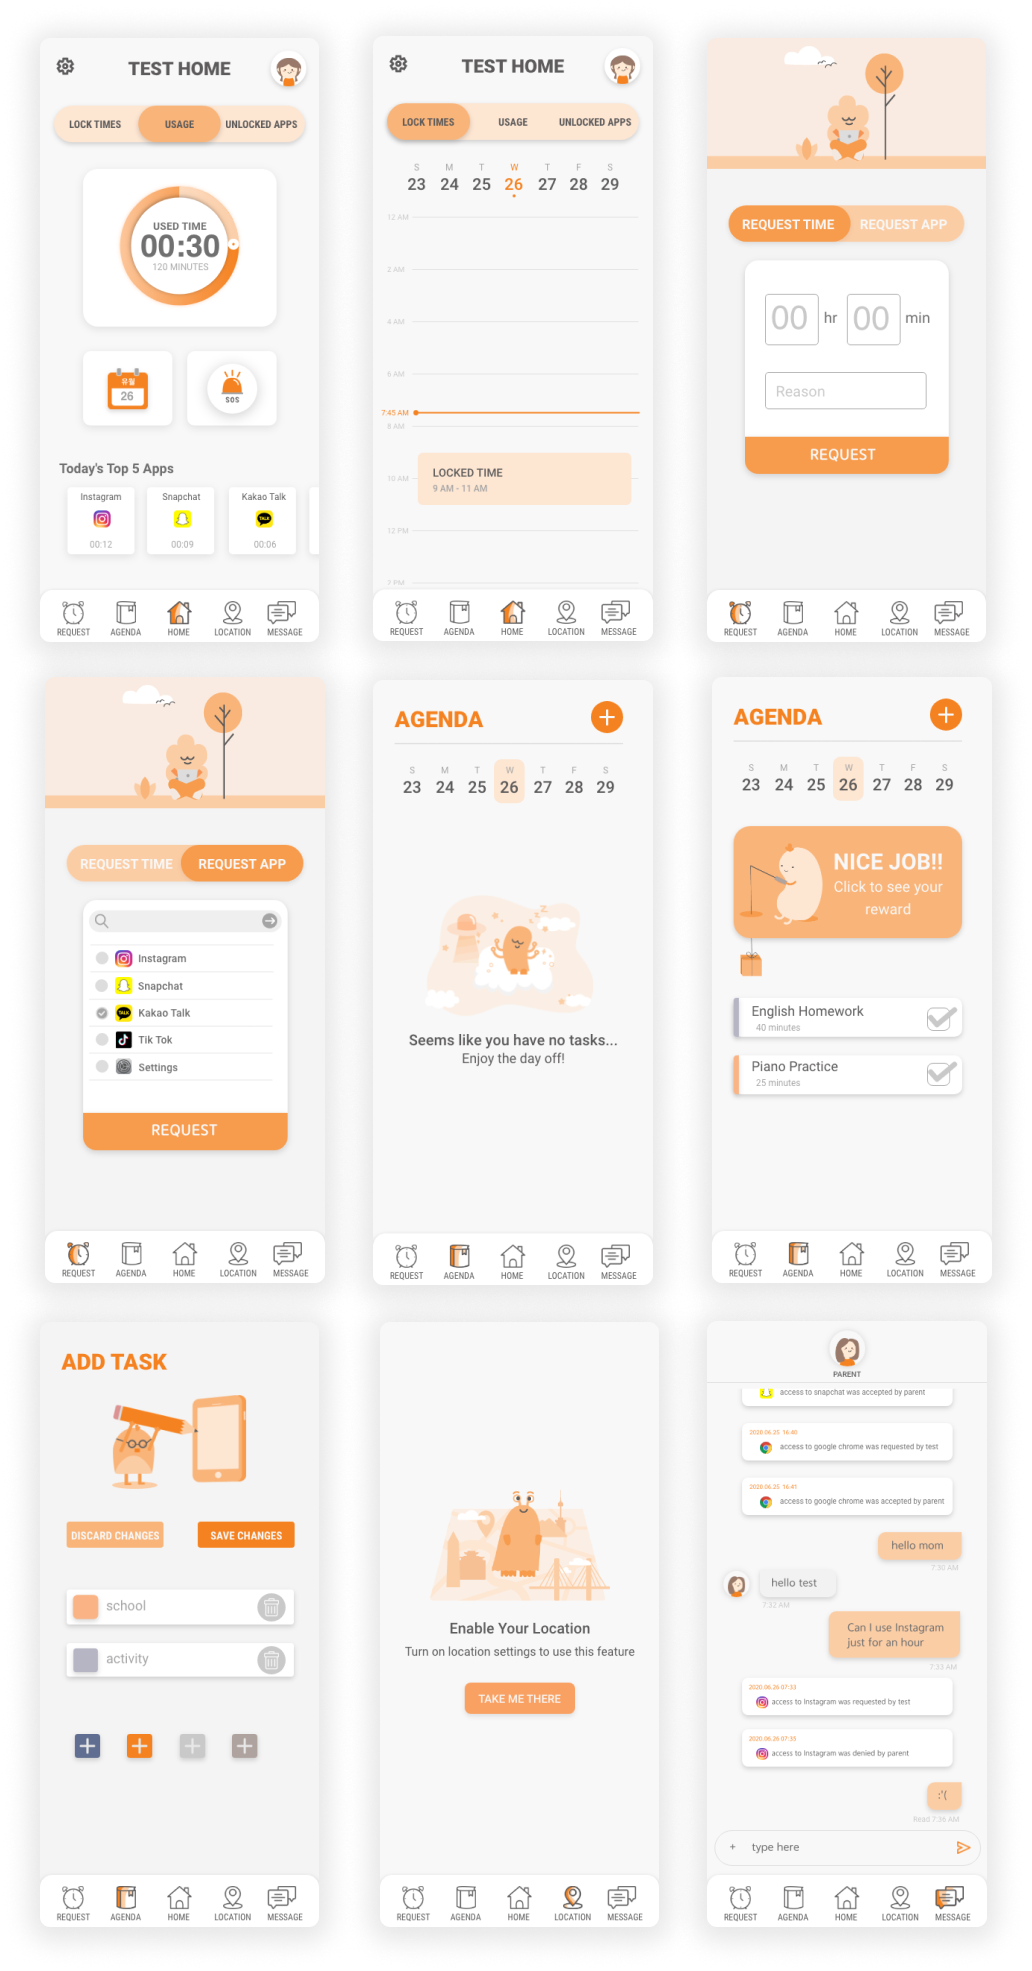 TEST HOME
LOCK TIMES
USAGE
UNLOCKED APPS
USED TIME
00:30
120 MINUTES
유월
26
SOS
Today's Top 5 Apps
Instagram
Snapchat
Kakao Talk
TALK
00:12
00:09
00:06
REQUEST
AGENDA
HOME
LOCATION
MESSAGE
TEST HOME
LOCK TIMES
USAGE
UNLOCKED APPS
S M T W T F S
23 24 25 26 27 28 29
12 AM
2 AM
4 AM
6 AM
7:45 AM
8 AM
LOCKED TIME
10 AM
9 AM - 11 AM
12 PM
2 PM
REQUEST
AGENDA
HOME
LOCATION
MESSAGE
REQUEST TIME
REQUEST APP
00 hr 00 min
Reason
REQUEST
REQUEST
AGENDA
HOME
LOCATION
MESSAGE
REQUEST TIME
REQUEST APP
Instagram
Snapchat
TALK
Kakao Talk
Tik Tok
Settings
REQUEST
REQUEST
AGENDA
HOME
LOCATION
MESSAGE
AGENDA
S M T W T F S
23 24 25 26 27 28 29
z z
Seems like you have no tasks...
Enjoy the day off!
REQUEST
AGENDA
HOME
LOCATION
MESSAGE
AGENDA
S M T W T F S
23 24 25 26 27 28 29
NICE JOB!!
Click to see your
reward
English Homework
40 minutes
Piano Practice
25 minutes
REQUEST
AGENDA
HOME
LOCATION
MESSAGE
ADD TASK
DISCARD CHANGES
SAVE CHANGES
school
activity
REQUEST
AGENDA
HOME
LOCATION
MESSAGE
Enable Your Location
Turn on location settings to use this feature
TAKE ME THERE
REQUEST
AGENDA
HOME
LOCATION
MESSAGE
PARENT
access to snapchat was accepted by parent
2020.06.25 16:40
access to google chrome was requested by test
2020.06.25 16:41
access to google chrome was accepted by parent
hello mom
7:30 AM
hello test
7:32 AM
Can I use Instagram
just for an hour
7:33 AM
2020.06.26 07:33
access to Instagram was requested by test
2020.06.26 07:35
access to Instagram was denied by parent
:'(
Read 7:36 AM
+ type here
REQUEST
AGENDA
HOME
LOCATION
MESSAGE